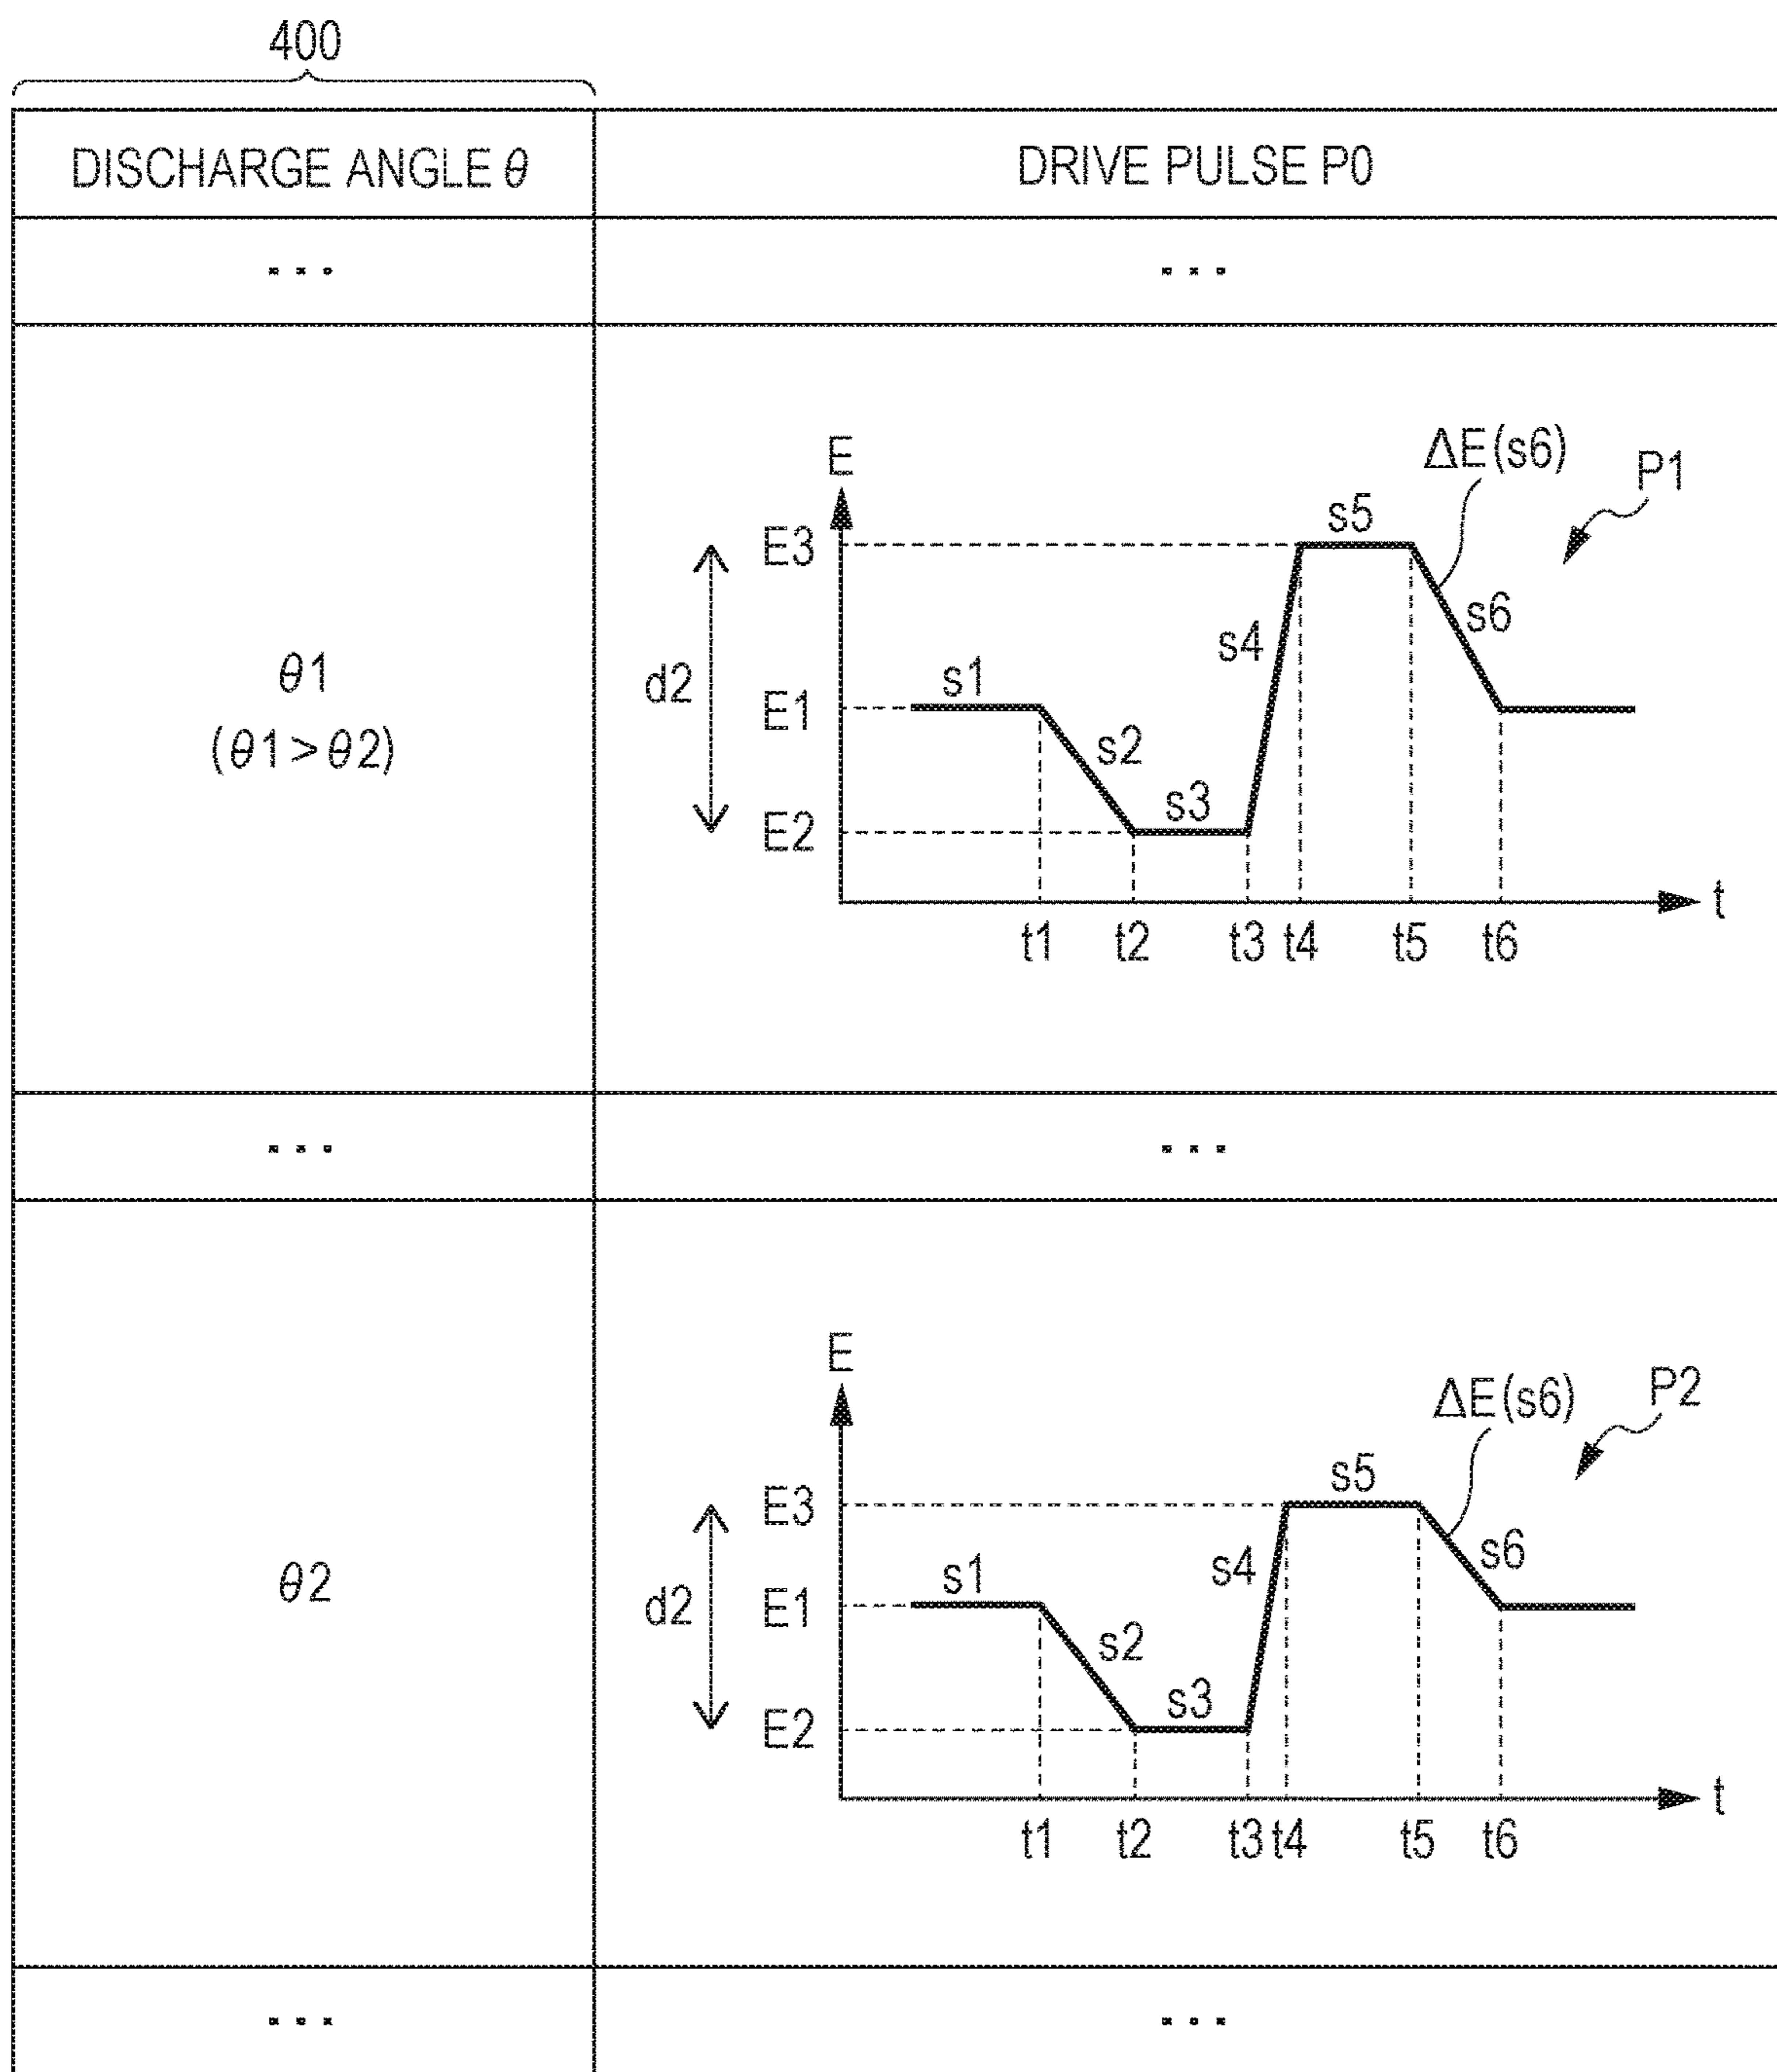 400
DISCHARGE ANGLE θ
DRIVE PULSE P0
...
...
θ1
(θ1>θ2)
E
ΔE(s6)
P1
E3
s5
s4
s6
d2
s1
E1
s2
s3
E2
t
t1
t2
t3
t4
t5
t6
...
...
θ2
E
ΔE(s6)
P2
E3
s5
s4
s6
d2
s1
E1
s2
s3
E2
t
t1
t2
t3
t4
t5
t6
...
...